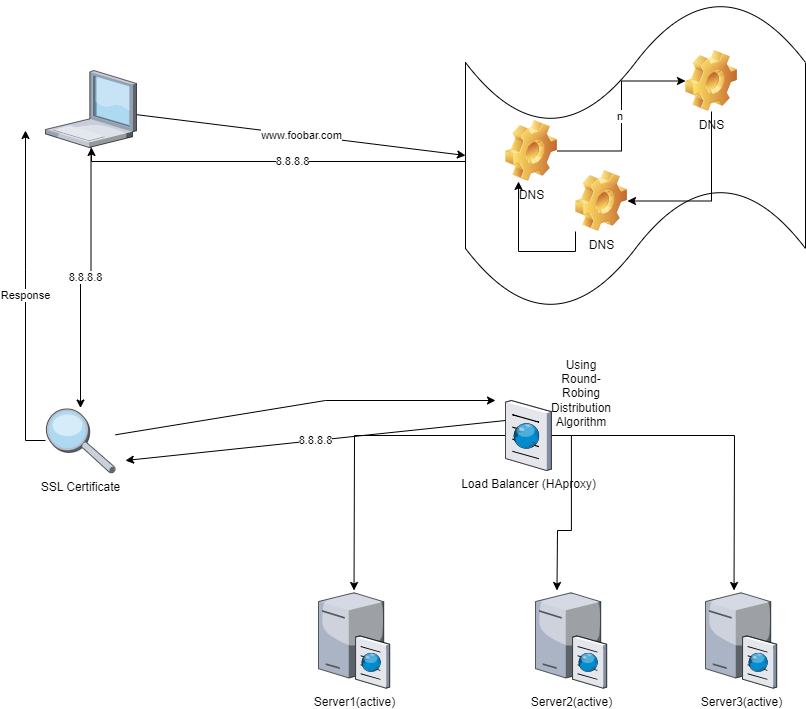 n
DNS
www.foobar.com
8.8.8.8
DNS
DNS
8.8.8.8
Response
Using
Round-
Robing
Distribution
Algorithm
8.8.8.8
SSL Certificate
Load Balancer (HAproxy)
Server1(active)
Server2(active)
Server3(active)